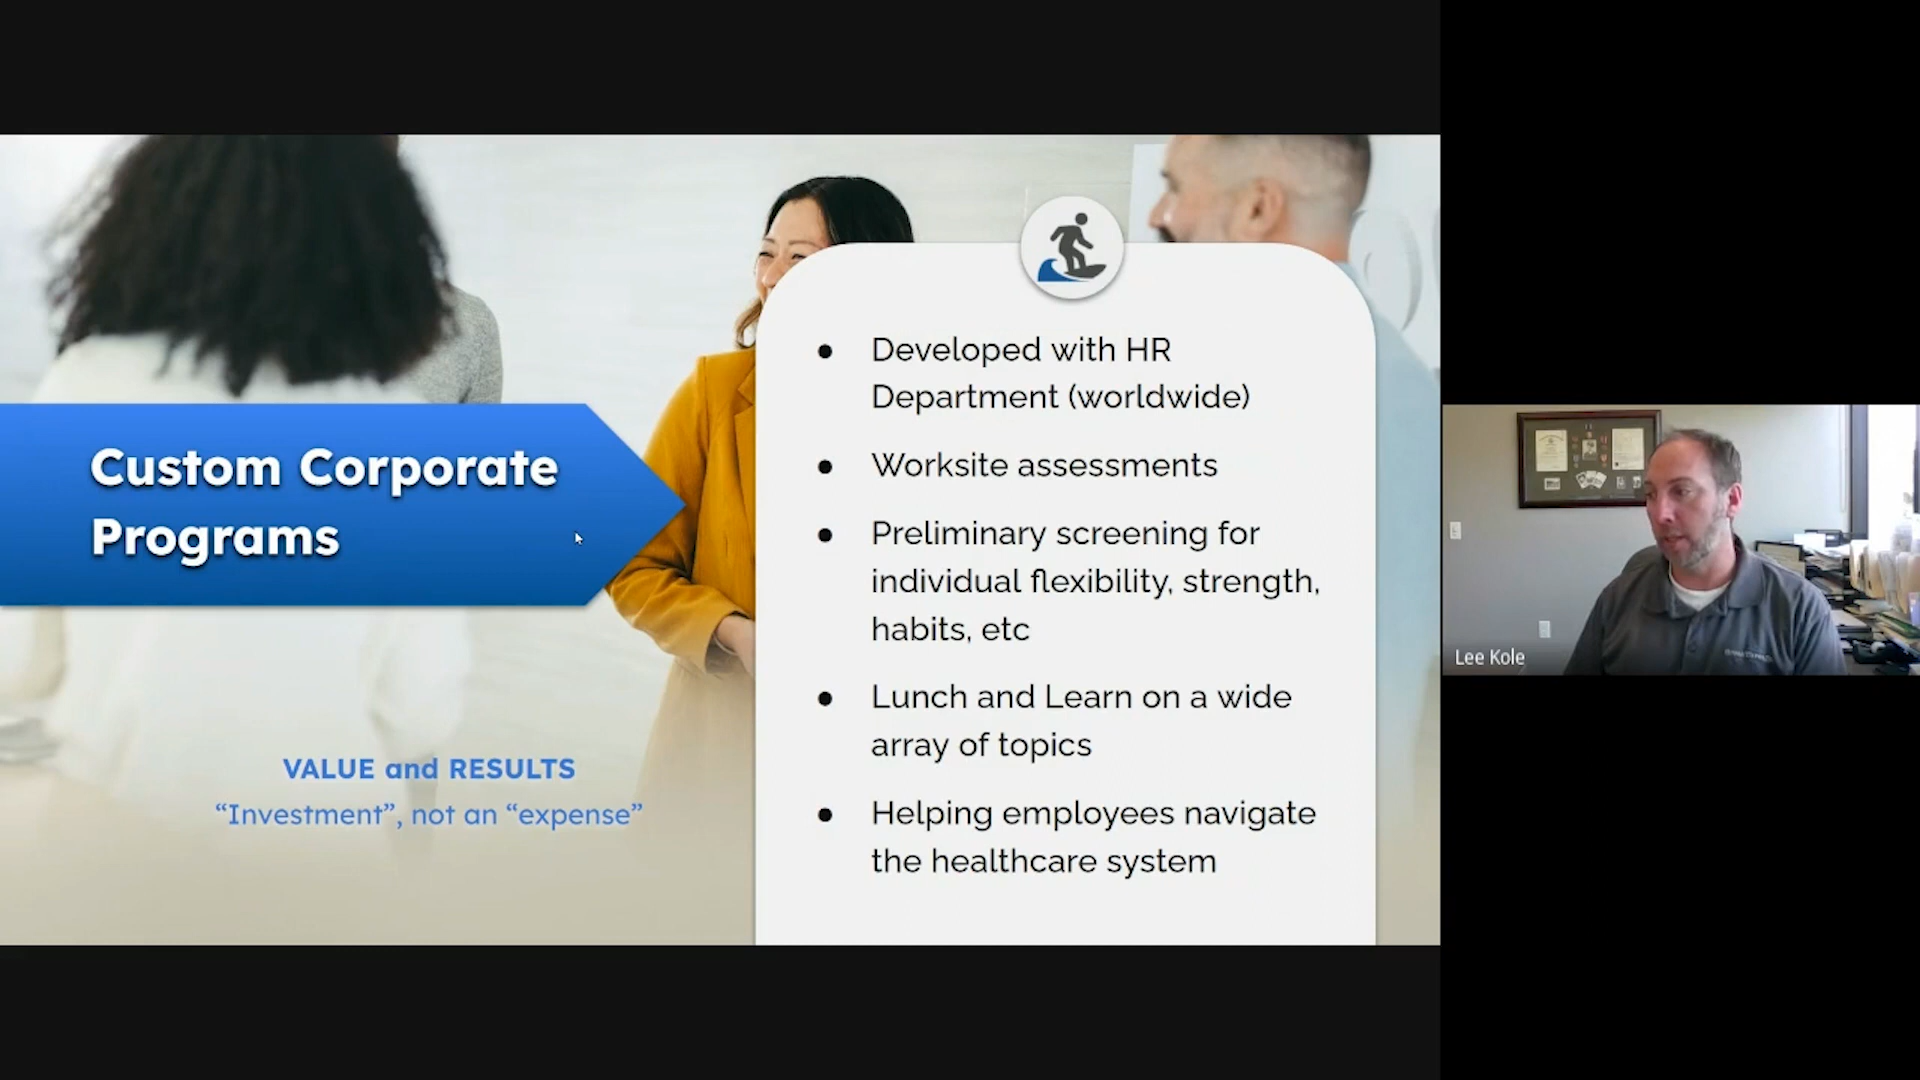 Custom Corporate
Programs
VALUE and RESULTS
“Investment”, not an “expense”
● Developed with HR
Department (worldwide)
● Worksite assessments
● Preliminary screening for
individual flexibility, strength,
habits, etc
● Lunch and Learn on a wide
array of topics
● Helping employees navigate
the healthcare system
Lee Kole